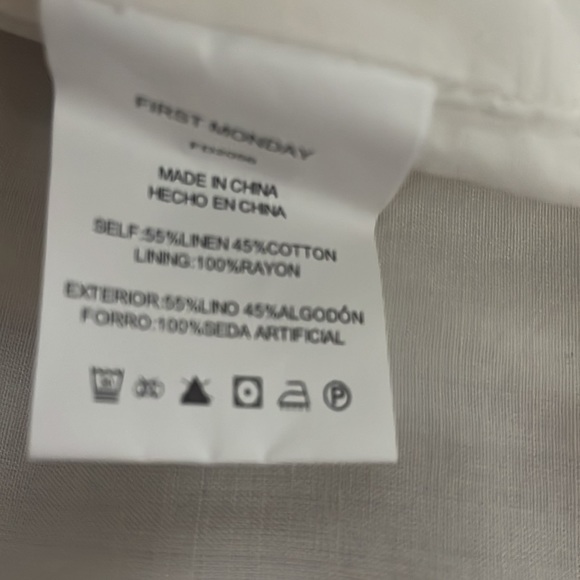 FIRST MONDAY
MADE IN CHINA
HECHO EN CHINA
SELF:55%LINEN 45%COTTON
LINING:100%RAYON
EXTERIOR:55%LINO 45%ALGODÓN
FORRO:100%SEDA ARTIFICIAL
P